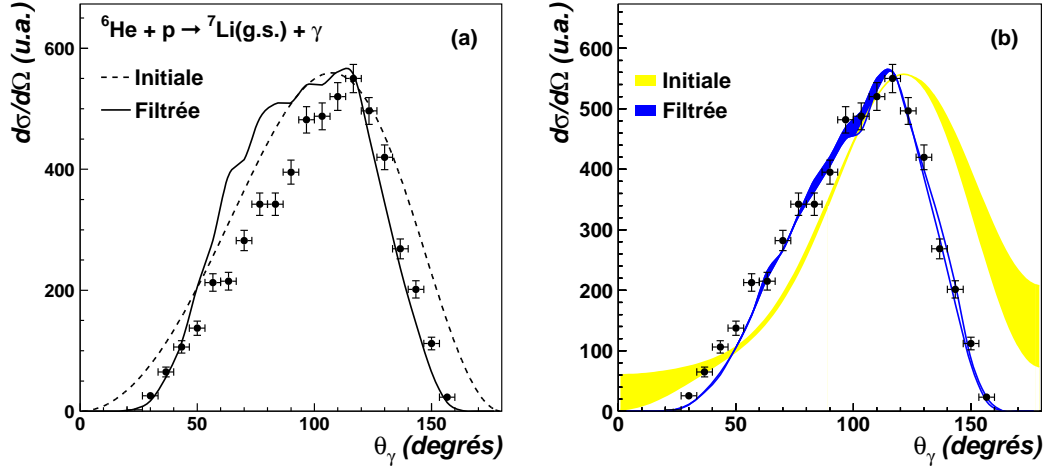 ⁶He + p → ⁷Li(g.s.) + γ
(a)
Initiale
Filtrée
dσ/dΩ (u.a.)
600
400
200
0
0
50
100
150
θγ (degrés)
(b)
Initiale
Filtrée
dσ/dΩ (u.a.)
600
500
400
300
200
100
0
0
50
100
150
θγ (degrés)